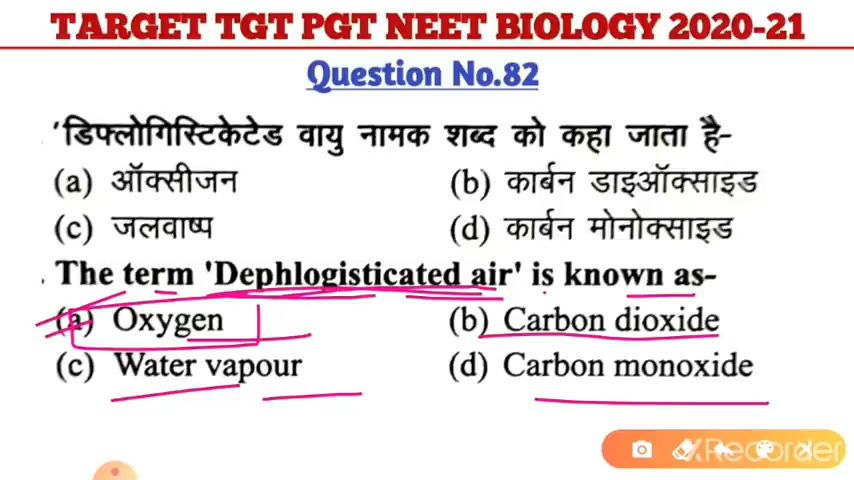 TARGET TGT PGT NEET BIOLOGY 2020-21
Question No.82
'डिफ्लोगिस्टिकेटेड वायु नामक शब्द को कहा जाता है-
(a) ऑक्सीजन (b) कार्बन डाइऑक्साइड
(c) जलवाष्प (d) कार्बन मोनोक्साइड
The term 'Dephlogisticated air' is known as-
(a) Oxygen (b) Carbon dioxide
(c) Water vapour (d) Carbon monoxide
XRecorder